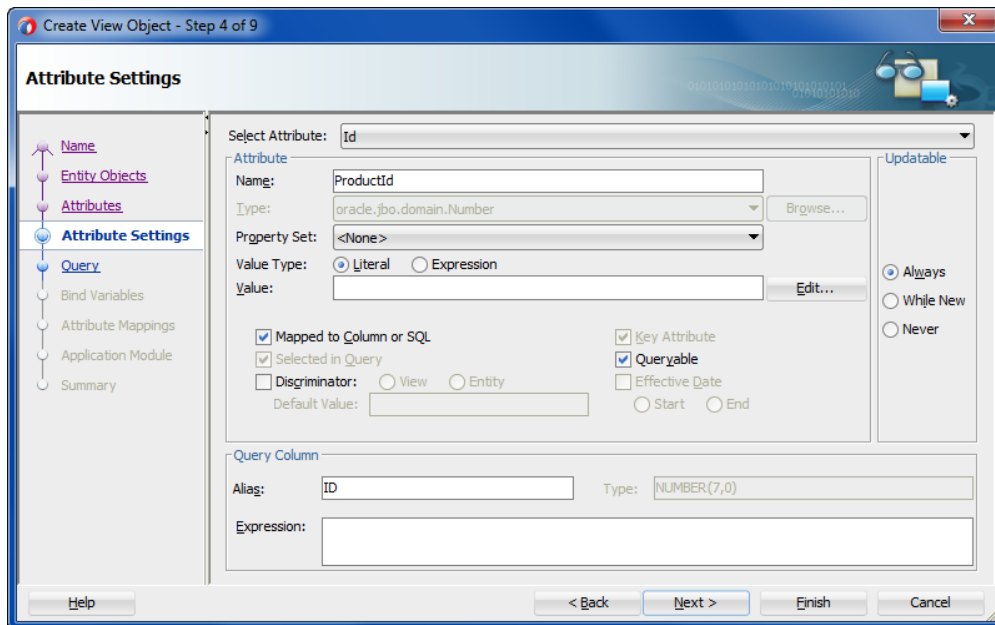 Create View Object - Step 4 of 9
Attribute Settings
Name
Entity Objects
Attributes
Attribute Settings
Query
Bind Variables
Attribute Mappings
Application Module
Summary
Select Attribute: Id
Attribute
Name: ProductId
Type: oracle.jbo.domain.Number Browse...
Property Set: <None>
Value Type: Literal Expression
Value: Edit...
Mapped to Column or SQL Key Attribute
Selected in Query Queryable
Discriminator: View Entity Effective Date
Default Value: Start End
Updatable
Always
While New
Never
Query Column
Alias: ID Type: NUMBER(7,0)
Expression:
Help < Back Next > Finish Cancel